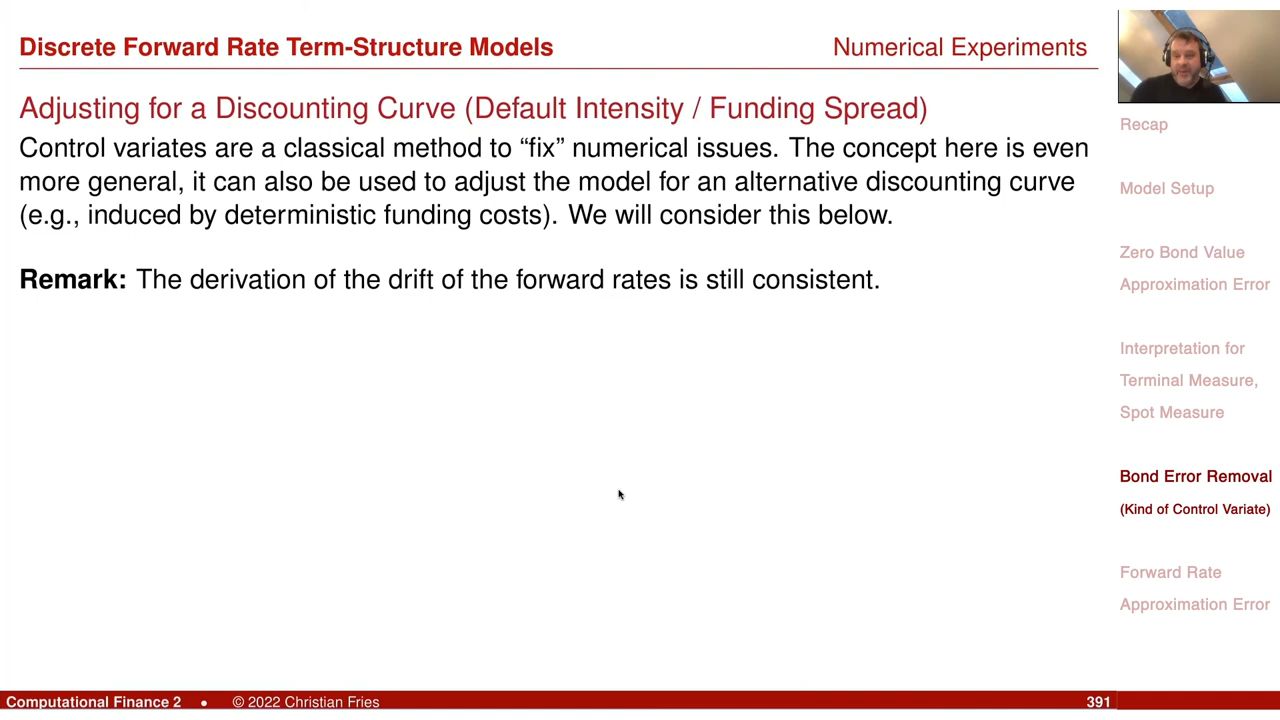 Discrete Forward Rate Term-Structure Models
Numerical Experiments
Adjusting for a Discounting Curve (Default Intensity / Funding Spread)
Control variates are a classical method to “fix” numerical issues. The concept here is even
more general, it can also be used to adjust the model for an alternative discounting curve
(e.g., induced by deterministic funding costs). We will consider this below.
Remark: The derivation of the drift of the forward rates is still consistent.
Recap
Model Setup
Zero Bond Value
Approximation Error
Interpretation for
Terminal Measure,
Spot Measure
Bond Error Removal
(Kind of Control Variate)
Forward Rate
Approximation Error
Computational Finance 2 • © 2022 Christian Fries
391